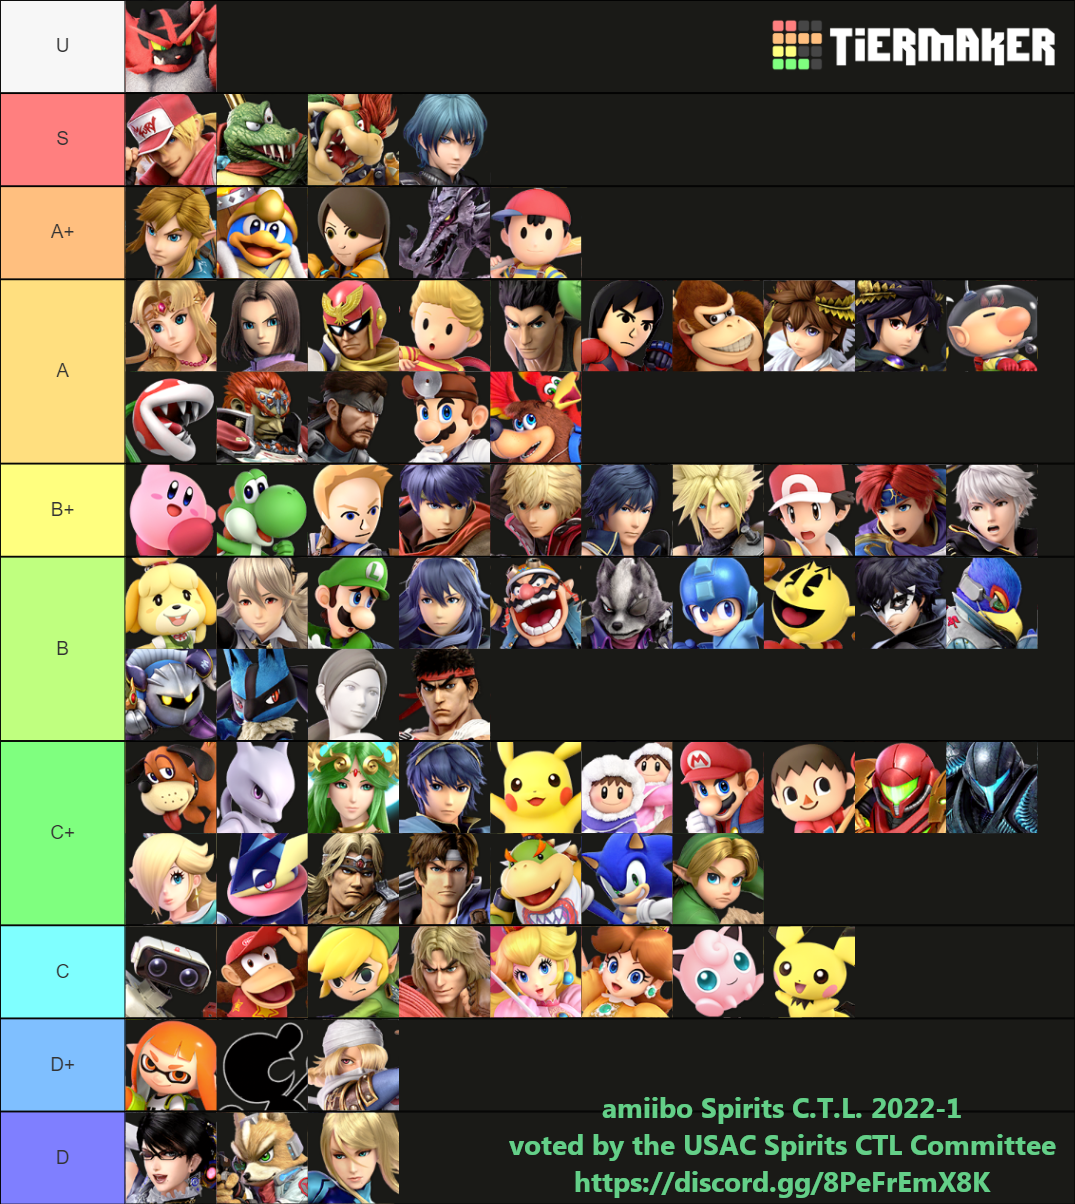 U
TiERMAKER
S
A+
A
B+
B
C+
C
D+
D
amiibo Spirits C.T.L. 2022-1
voted by the USAC Spirits CTL Committee
https://discord.gg/8PeFrEmX8K